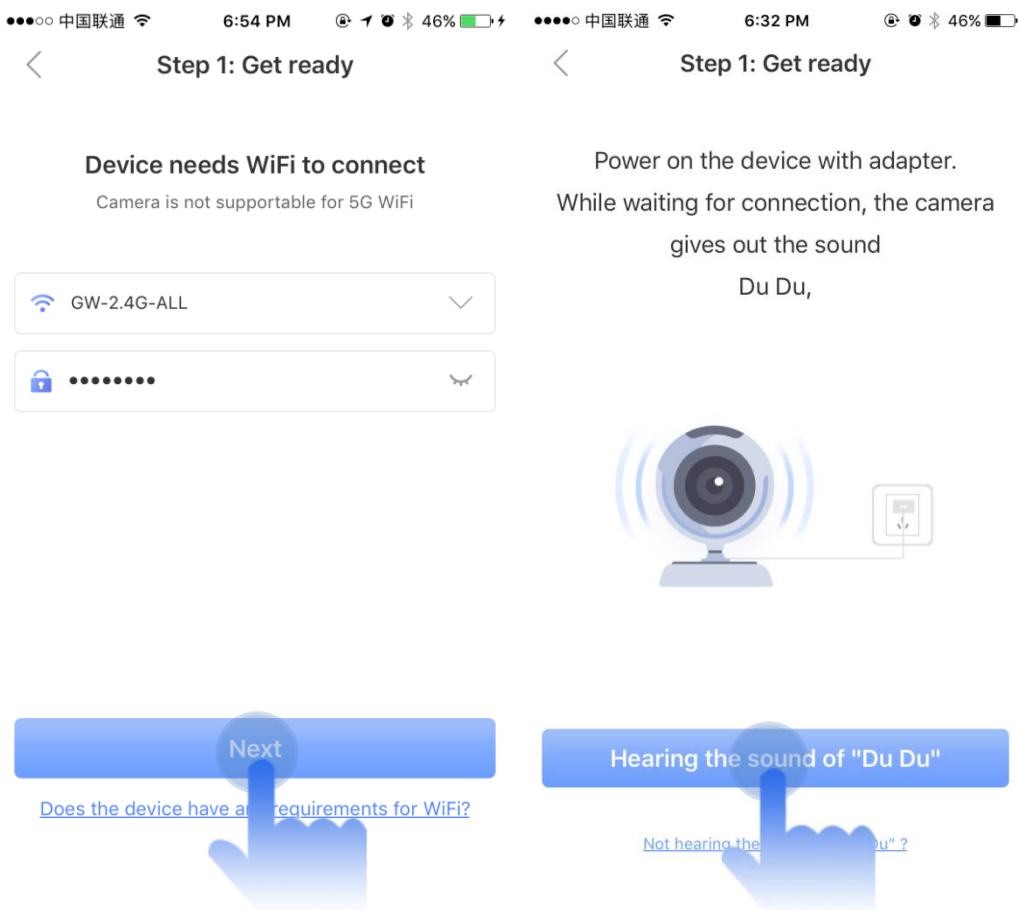 中国联通
6:54 PM
46%
Step 1: Get ready
Device needs WiFi to connect
Camera is not supportable for 5G WiFi
GW-2.4G-ALL
••••••••
Next
Does the device have requirements for WiFi?
中国联通
6:32 PM
46%
Step 1: Get ready
Power on the device with adapter.
While waiting for connection, the camera
gives out the sound
Du Du,
Hearing the sound of "Du Du"
Not hearing the Du" ?